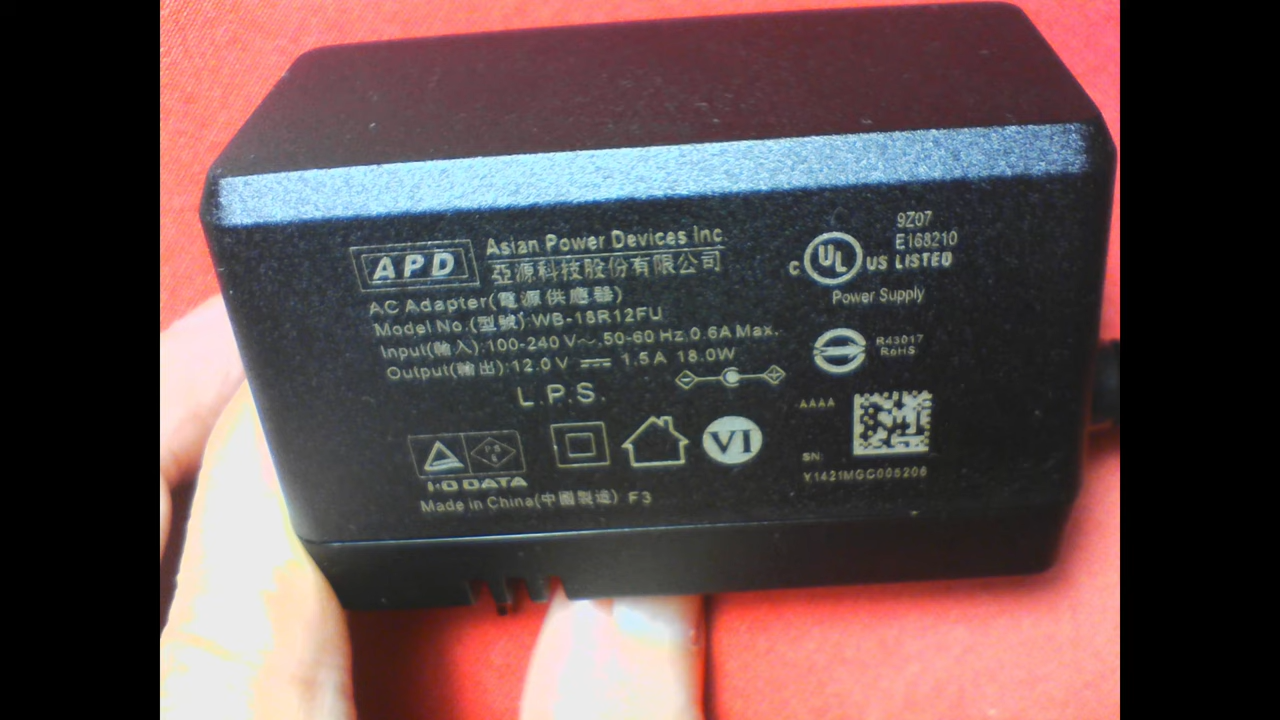 APD
Asian Power Devices Inc.
亞源科技股份有限公司
AC Adapter(電源供應器)
Model No.(型號):WB-18R12FU
Input(輸入):100-240 V~,50-60 Hz,0.6A Max.
Output(輸出):12.0 V ⎓ 1.5 A 18.0W
L.P.S.
VI
I-O DATA
Made in China(中國製造) F3
9Z07
E168210
C UL US LISTED
Power Supply
R43017
RoHS
AAAA
SN:
Y1421MGC005206